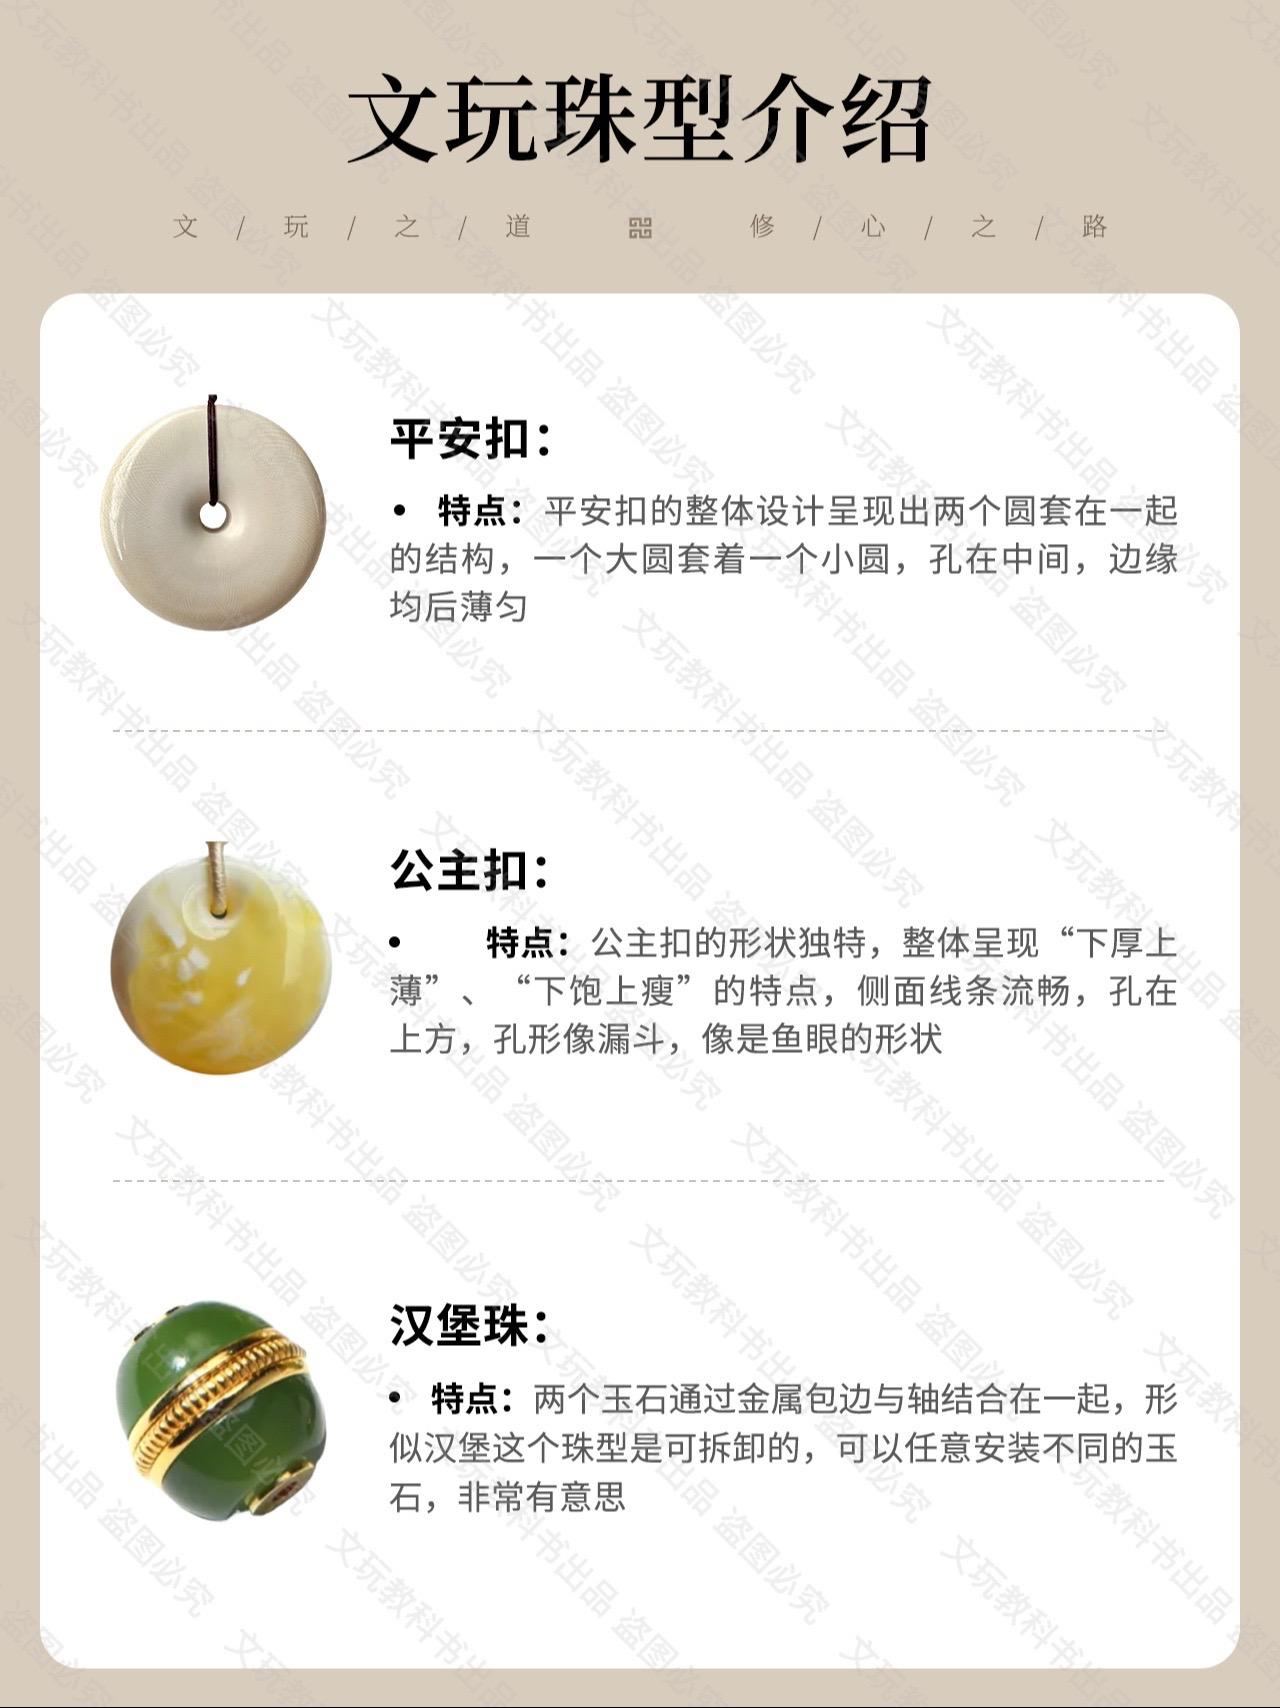 文玩珠型介绍
文 / 玩 / 之 / 道 修 / 心 / 之 / 路
平安扣：
• 特点：平安扣的整体设计呈现出两个圆套在一起
的结构，一个大圆套着一个小圆，孔在中间，边缘
均后薄匀
公主扣：
• 特点：公主扣的形状独特，整体呈现“下厚上
薄”、“下饱上瘦”的特点，侧面线条流畅，孔在
上方，孔形像漏斗，像是鱼眼的形状
汉堡珠：
• 特点：两个玉石通过金属包边与轴结合在一起，形
似汉堡这个珠型是可拆卸的，可以任意安装不同的玉
石，非常有意思
文玩教科书出品 盗图必究